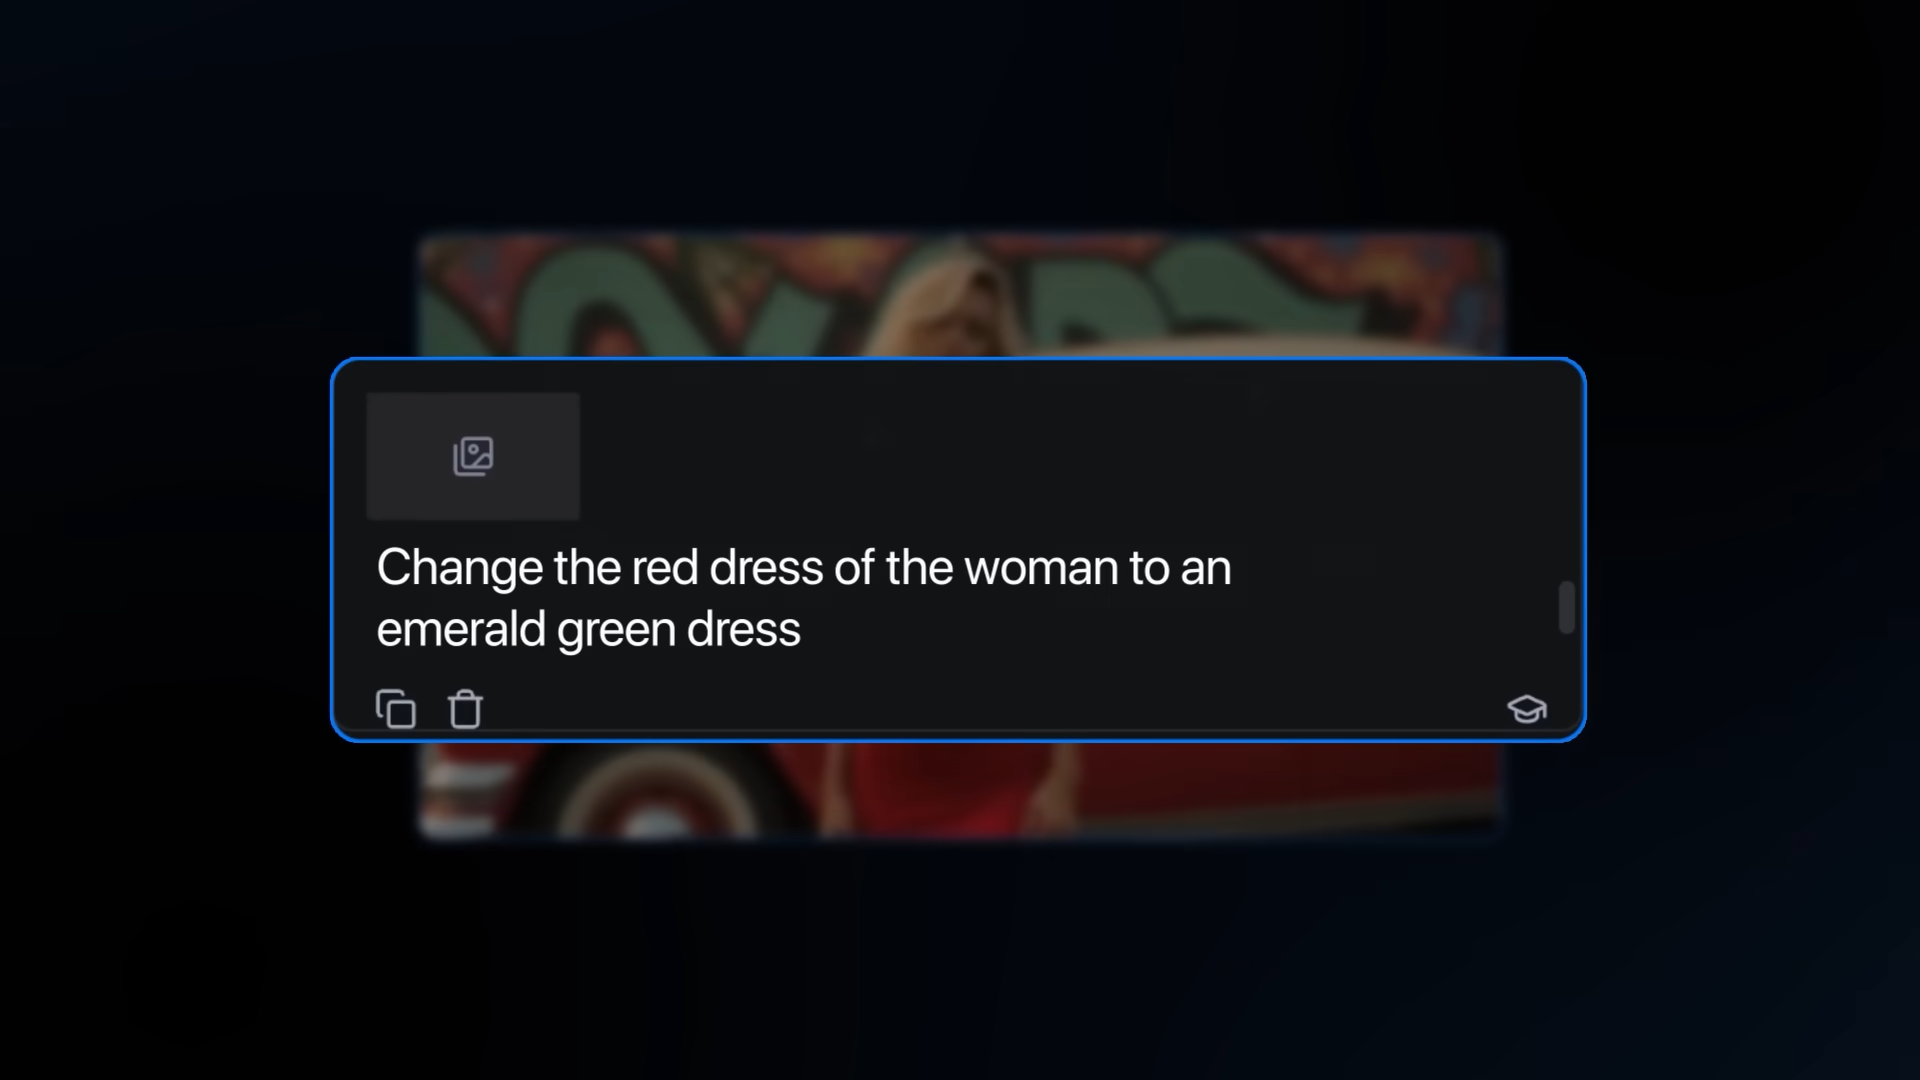 Change the red dress of the woman to an
emerald green dress